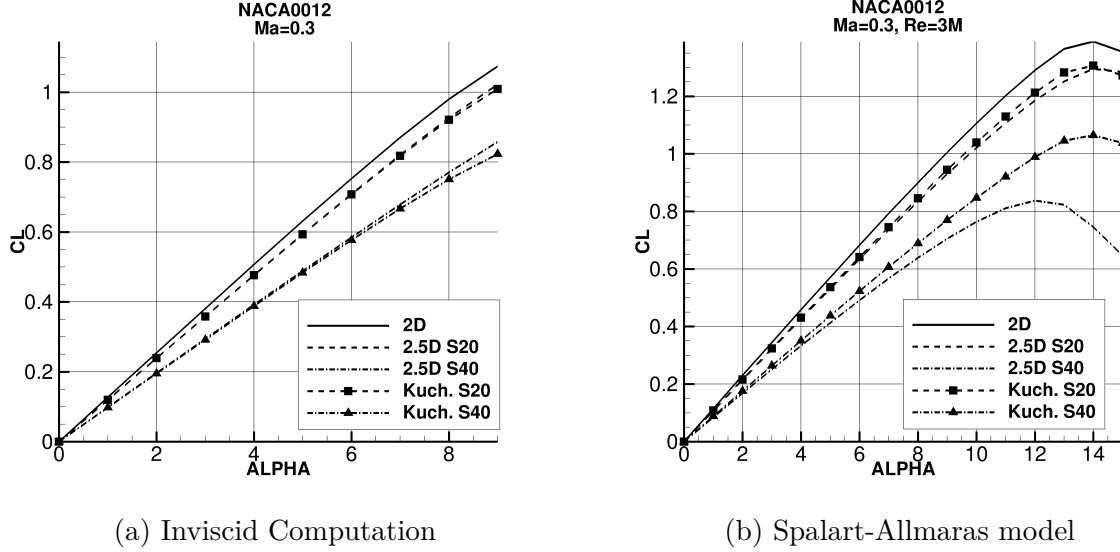 NACA0012
Ma=0.3
CL
1
0.8
0.6
0.4
0.2
0
0
2
4
6
8
ALPHA
2D
2.5D S20
2.5D S40
Kuch. S20
Kuch. S40
(a) Inviscid Computation
NACA0012
Ma=0.3, Re=3M
CL
1.2
1
0.8
0.6
0.4
0.2
0
0
2
4
6
8
10
12
14
ALPHA
2D
2.5D S20
2.5D S40
Kuch. S20
Kuch. S40
(b) Spalart-Allmaras model